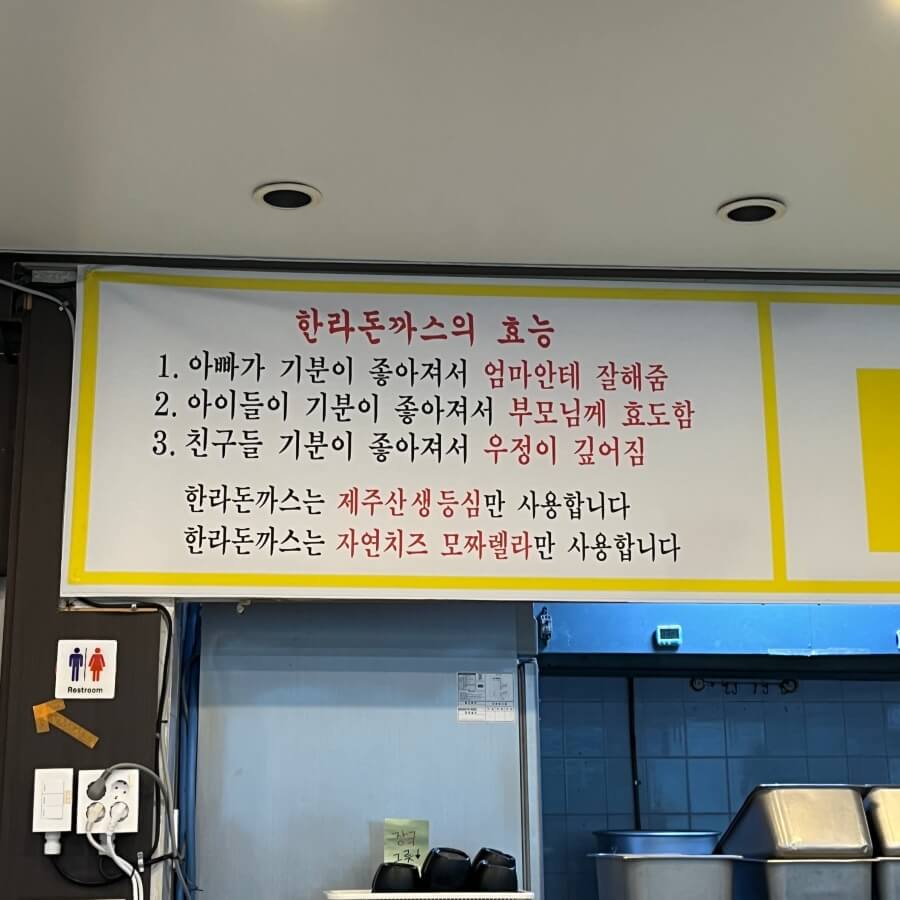 한라돈까스의 효능
1. 아빠가 기분이 좋아져서 엄마안테 잘해줌
2. 아이들이 기분이 좋아져서 부모님께 효도함
3. 친구들 기분이 좋아져서 우정이 깊어짐
한라돈까스는 제주산생등심만 사용합니다
한라돈까스는 자연치즈 모짜렐라만 사용합니다
Restroom
장국
그릇↓